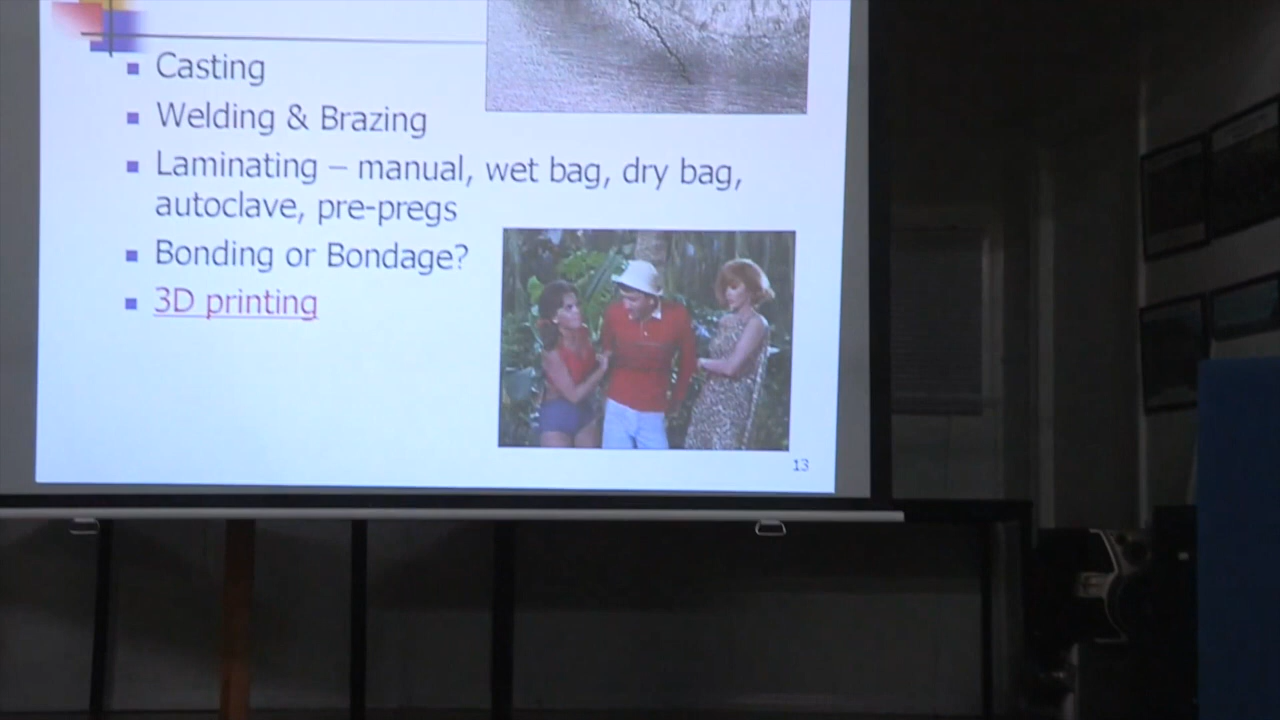 Casting
Welding & Brazing
Laminating – manual, wet bag, dry bag,
autoclave, pre-pregs
Bonding or Bondage?
3D printing
13